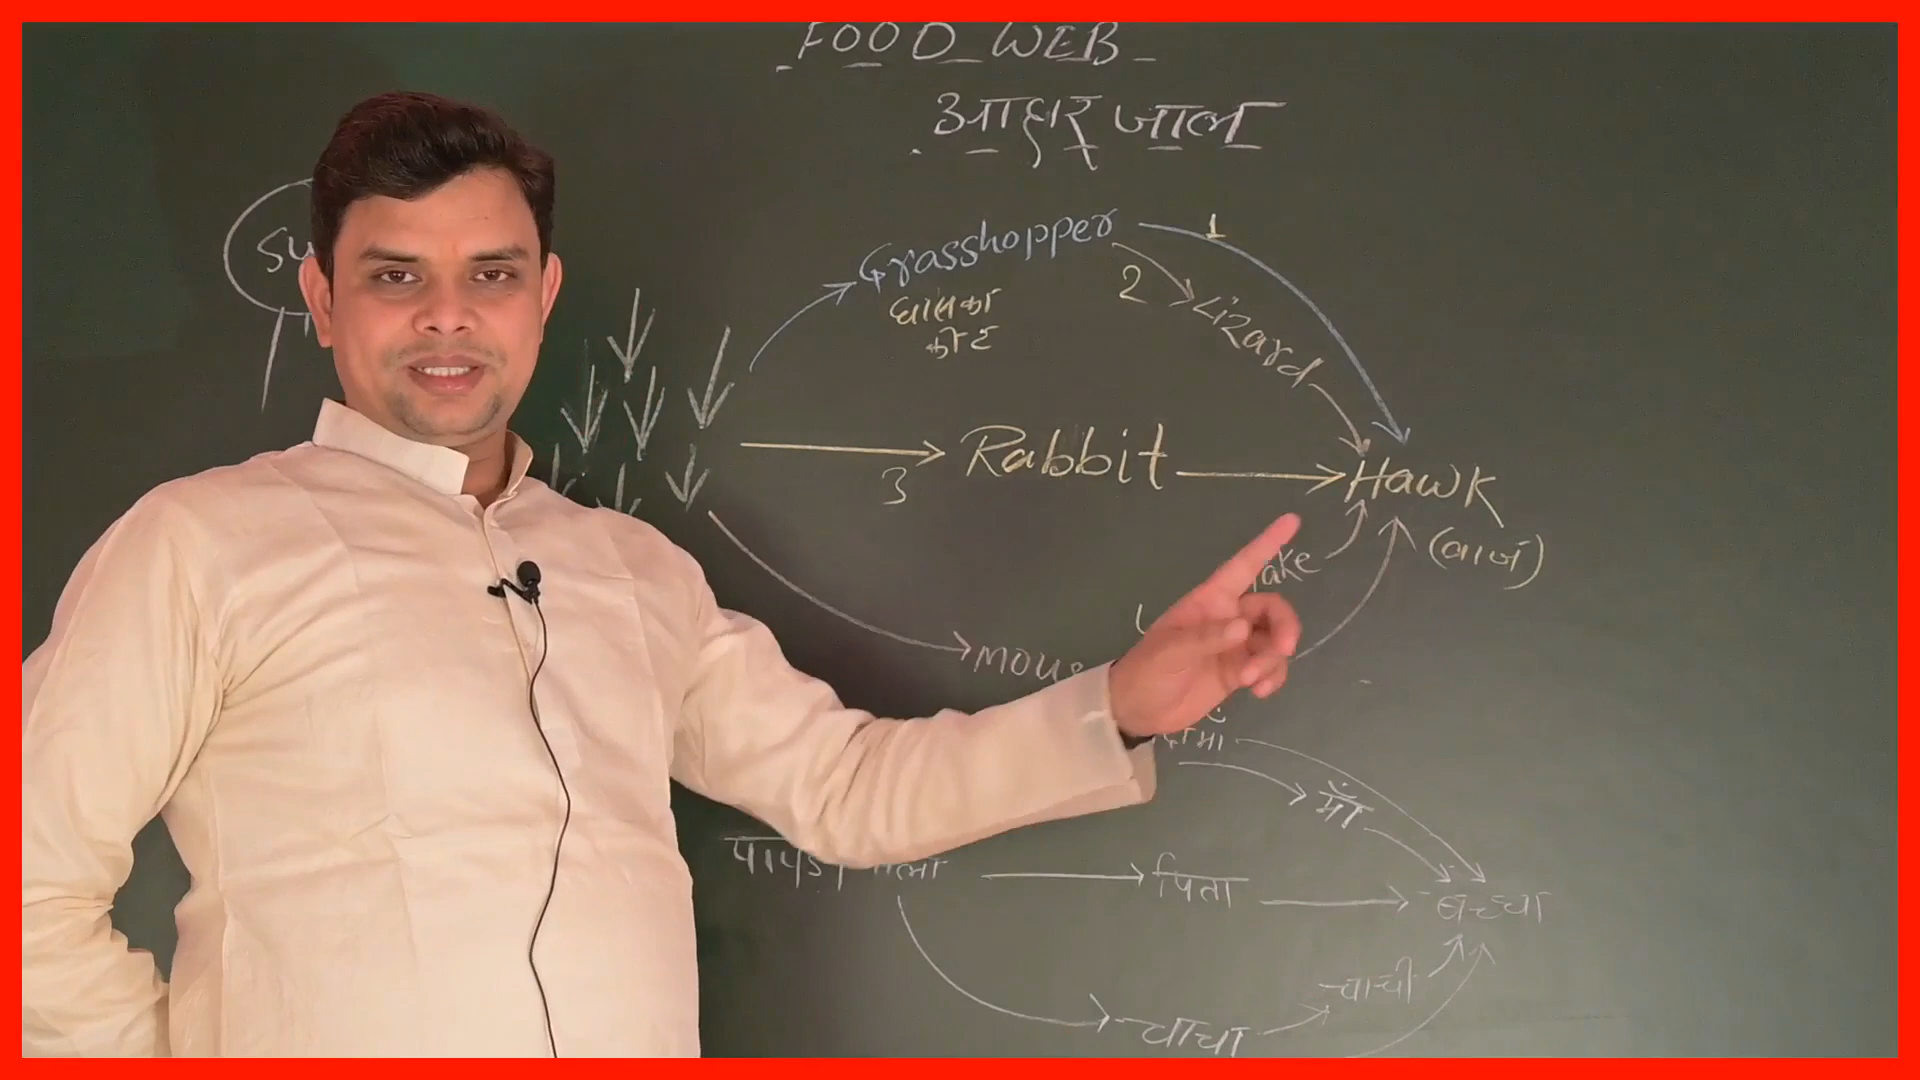 FOOD WEB
आहार जाल
Grasshopper
1
2
Lizard
घास का
कीट
3
Rabbit
Hawk
(बाज)
माँ
पिता
बच्चा
चाची
चाचा